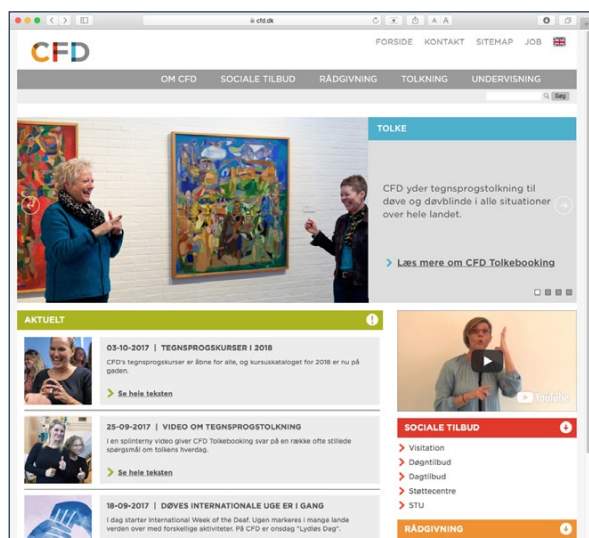 cfd.dk
A A
FORSIDE KONTAKT SITEMAP JOB
CFD
OM CFD SOCIALE TILBUD RÅDGIVNING TOLKNING UNDERVISNING
Søg
TOLKE
CFD yder tegnsprogstolkning til
døve og døvblinde i alle situationer
over hele landet.
Læs mere om CFD Tolkebooking
AKTUELT
03-10-2017 | TEGNSPROGSKURSER I 2018
CFD's tegnsprogskurser er åbne for alle, og kursuskataloget for 2018 er nu på
gaden.
Se hele teksten
25-09-2017 | VIDEO OM TEGNSPROGSTOLKNING
I en splinterny video giver CFD Tolkebooking svar på en række ofte stillede
spørgsmål om tolkens hverdag.
Se hele teksten
18-09-2017 | DØVES INTERNATIONALE UGE ER I GANG
I dag starter International Week of the Deaf. Ugen markeres i mange lande
verden over med forskellige aktiviteter. På CFD er onsdag "Lydløs Dag".
YouTube
SOCIALE TILBUD
Visitation
Døgntilbud
Dagtilbud
Støttecentre
STU
RÅDGIVNING